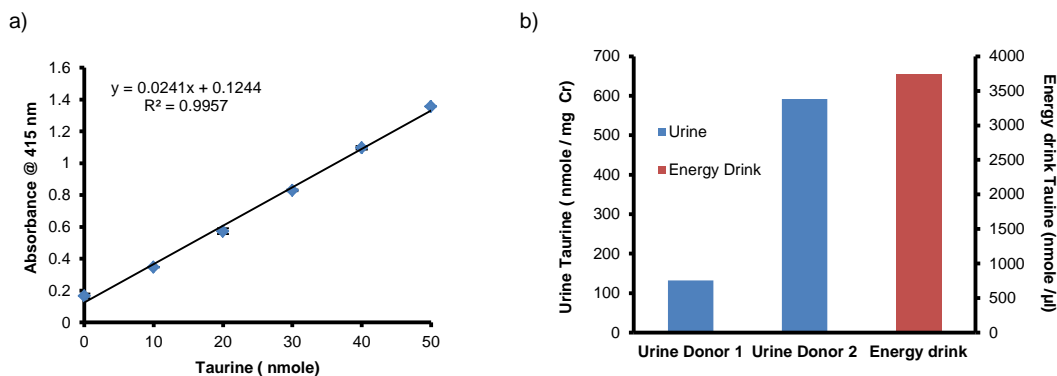 a)
y = 0.0241x + 0.1244
R² = 0.9957
1.6
1.4
1.2
1
0.8
0.6
0.4
0.2
0
Absorbance @ 415 nm
0 10 20 30 40 50
Taurine ( nmole)
b)
700
600
500
400
300
200
100
0
Urine Taurine ( nmole / mg Cr)
Urine
Energy Drink
4000
3500
3000
2500
2000
1500
1000
500
0
Energy drink Tauine (nmole /µl)
Urine Donor 1 Urine Donor 2 Energy drink